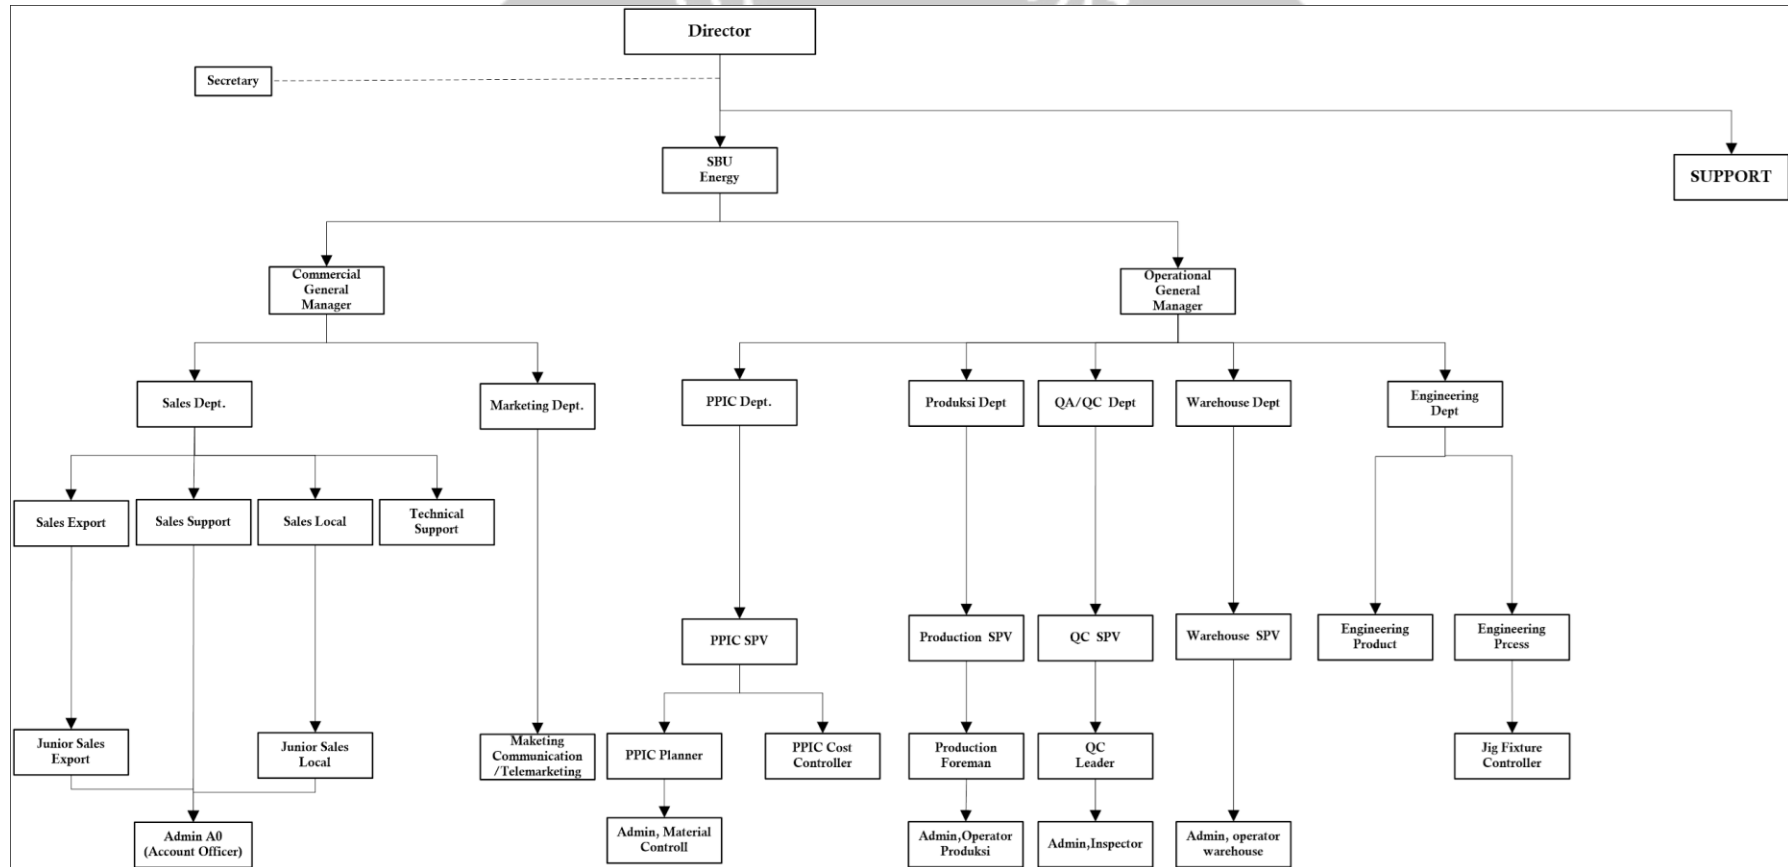 Director
Secretary
SBU
Energy
SUPPORT
Commercial
General
Manager
Operational
General
Manager
Sales Dept.
Marketing Dept.
PPIC Dept.
Produksi Dept
QA/QC Dept
Warehouse Dept
Engineering
Dept
Sales Export
Sales Support
Sales Local
Technical
Support
PPIC SPV
Production SPV
QC SPV
Warehouse SPV
Engineering
Product
Engineering
Prcess
Junior Sales
Export
Junior Sales
Local
Maketing
Communication
/Telemarketing
PPIC Planner
PPIC Cost
Controller
Production
Foreman
QC
Leader
Jig Fixture
Controller
Admin A0
(Account Officer)
Admin, Material
Controll
Admin,Operator
Produksi
Admin,Inspector
Admin, operator
warehouse